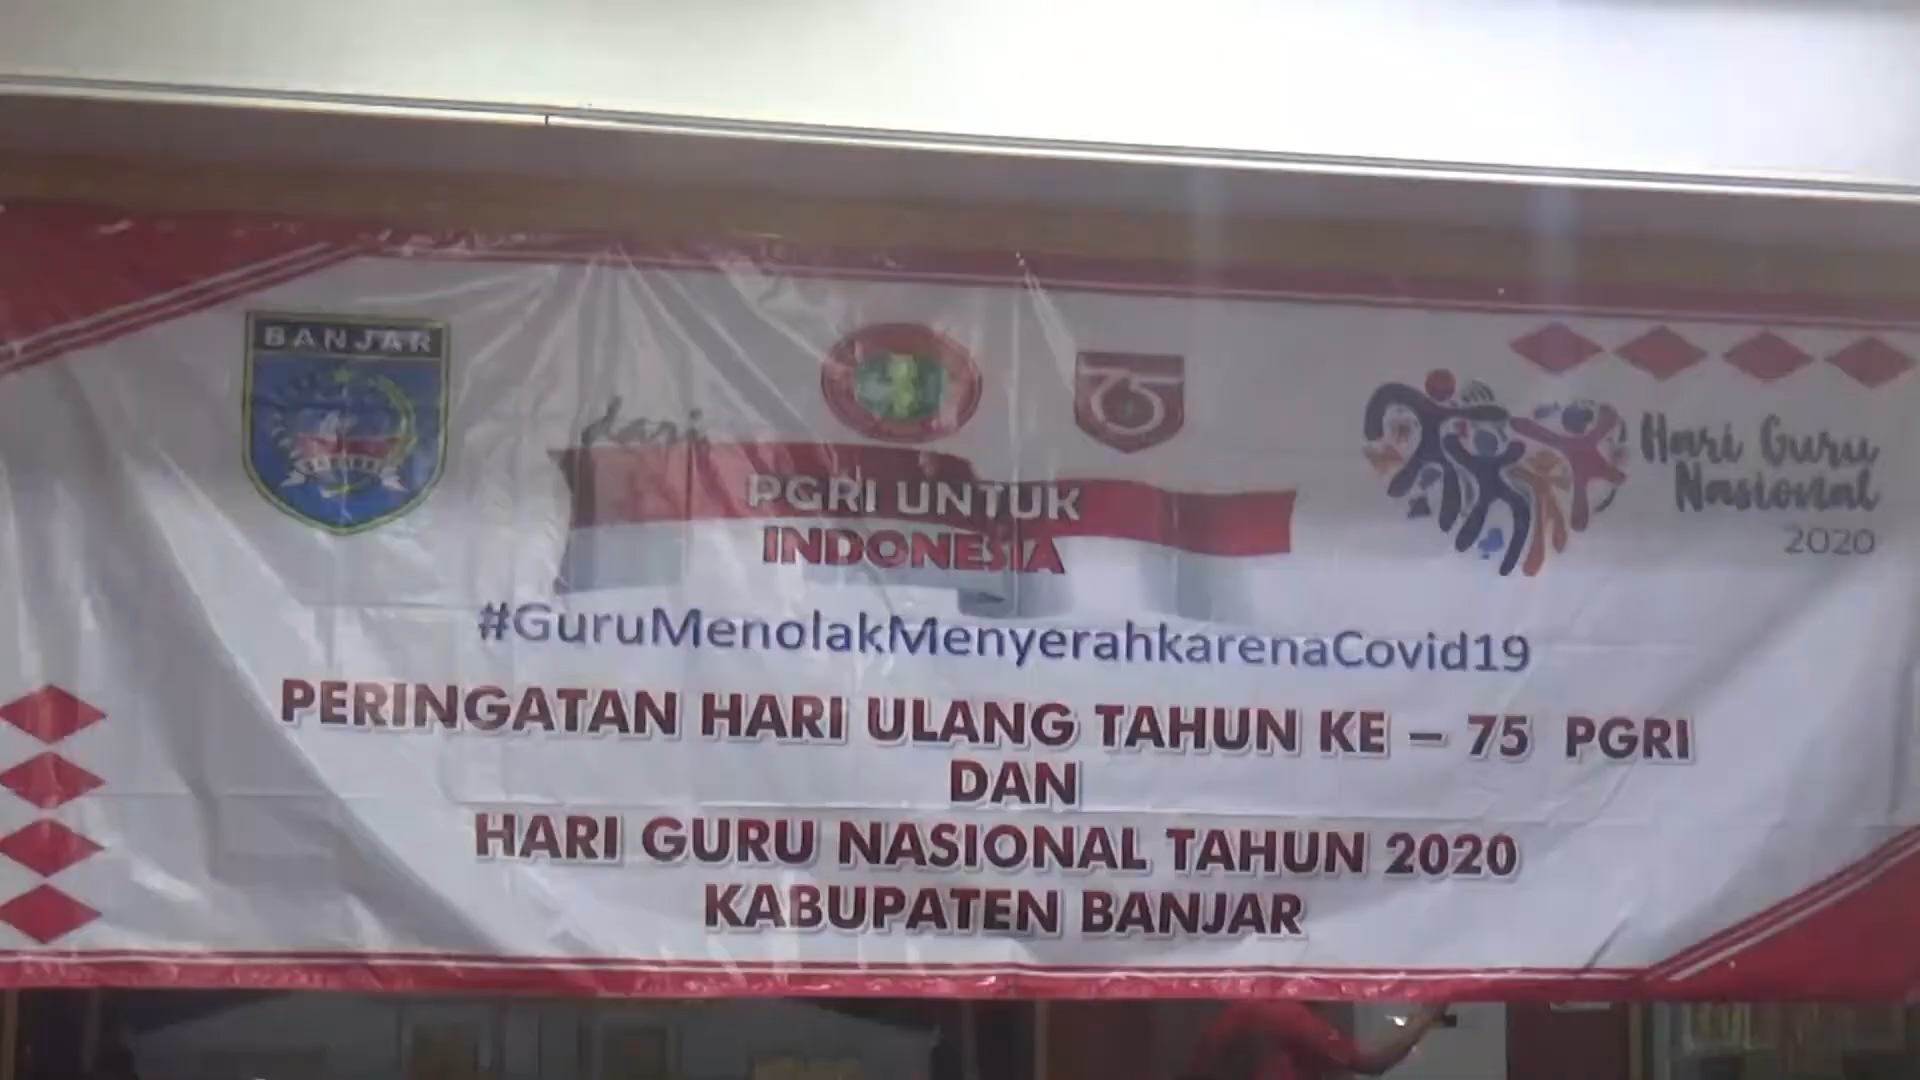 BANJAR
75
dari
PGRI UNTUK
INDONESIA
Hari Guru
Nasional
2020
#GuruMenolakMenyerahkarenaCovid19
PERINGATAN HARI ULANG TAHUN KE – 75 PGRI
DAN
HARI GURU NASIONAL TAHUN 2020
KABUPATEN BANJAR